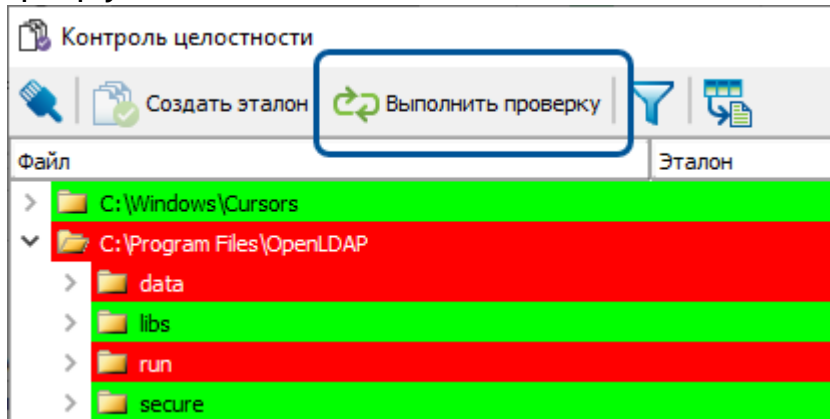 Контроль целостности
Создать эталон Выполнить проверку
Файл Эталон
C:\Windows\Cursors
C:\Program Files\OpenLDAP
data
libs
run
secure